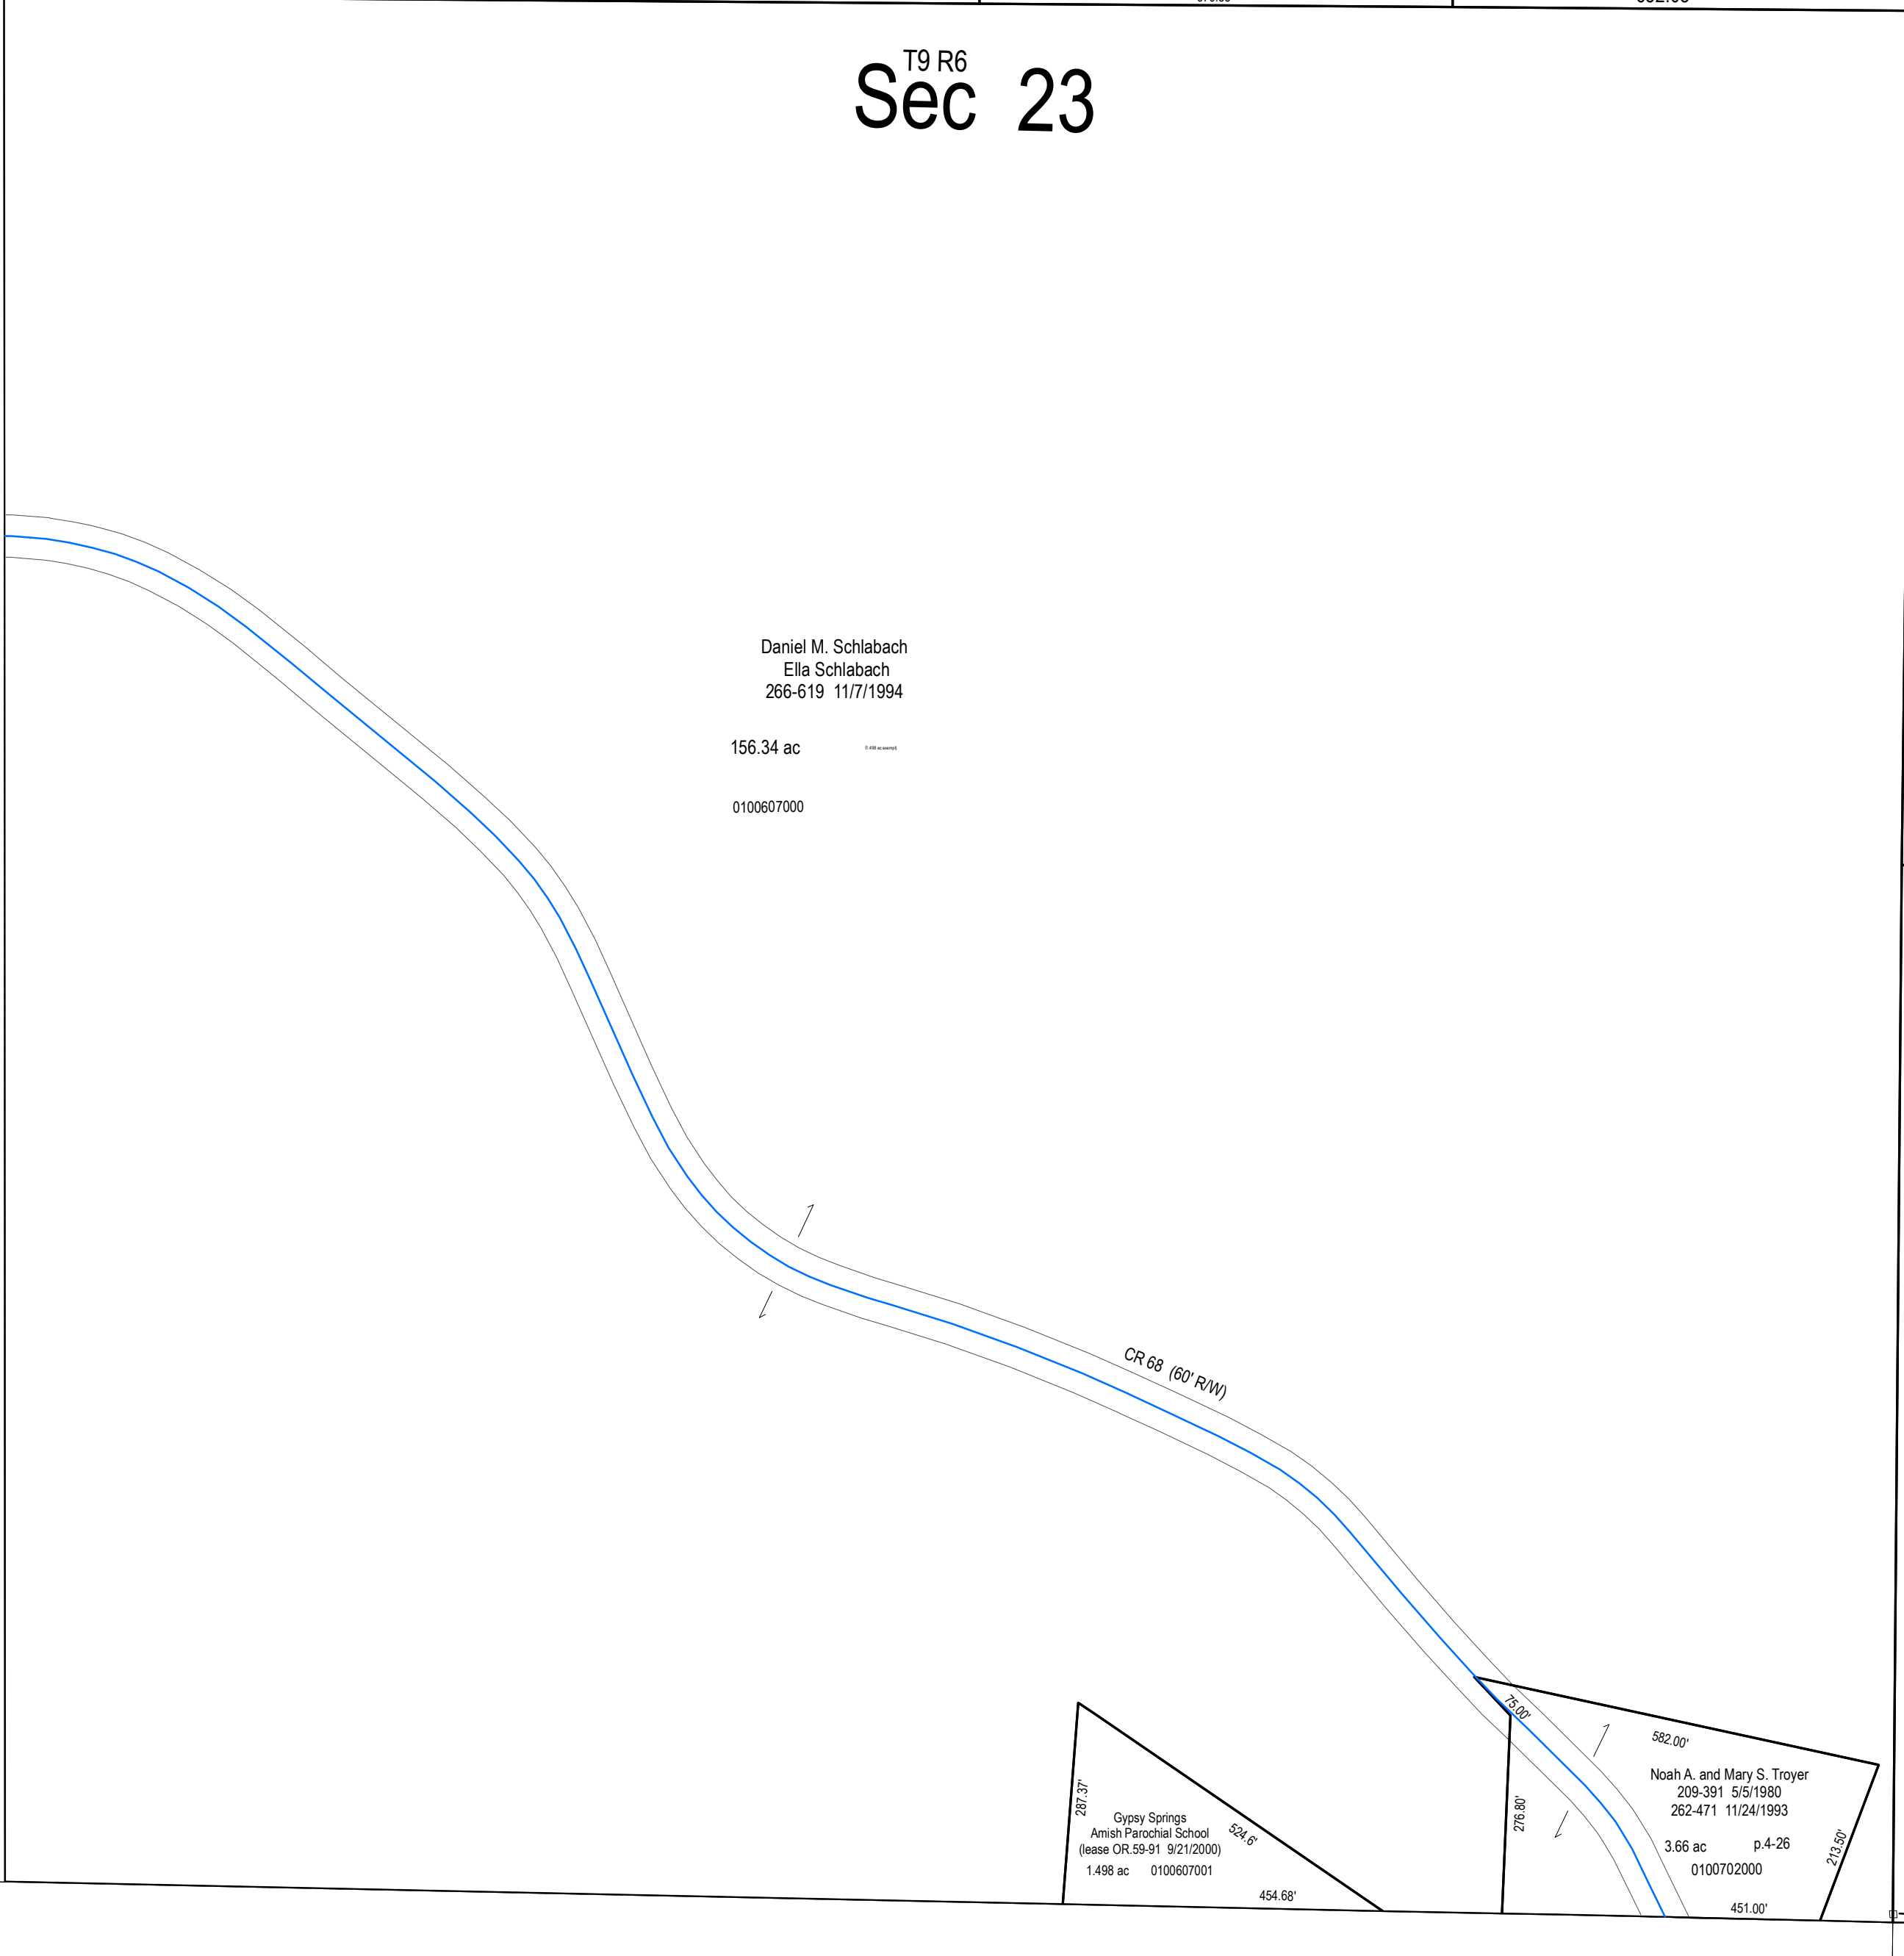 T9 R6
Sec 23
Daniel M. Schlabach
Ella Schlabach
266-619 11/7/1994
156.34 ac
0100607000
CR 68 (60' R/W)
75.00'
582.00'
287.37'
Gypsy Springs
Amish Parochial School
(lease OR.59-91 9/21/2000)
1.498 ac 0100607001
524.6'
454.68'
276.80'
Noah A. and Mary S. Troyer
209-391 5/5/1980
262-471 11/24/1993
3.66 ac p.4-26
0100702000
213.50'
451.00'